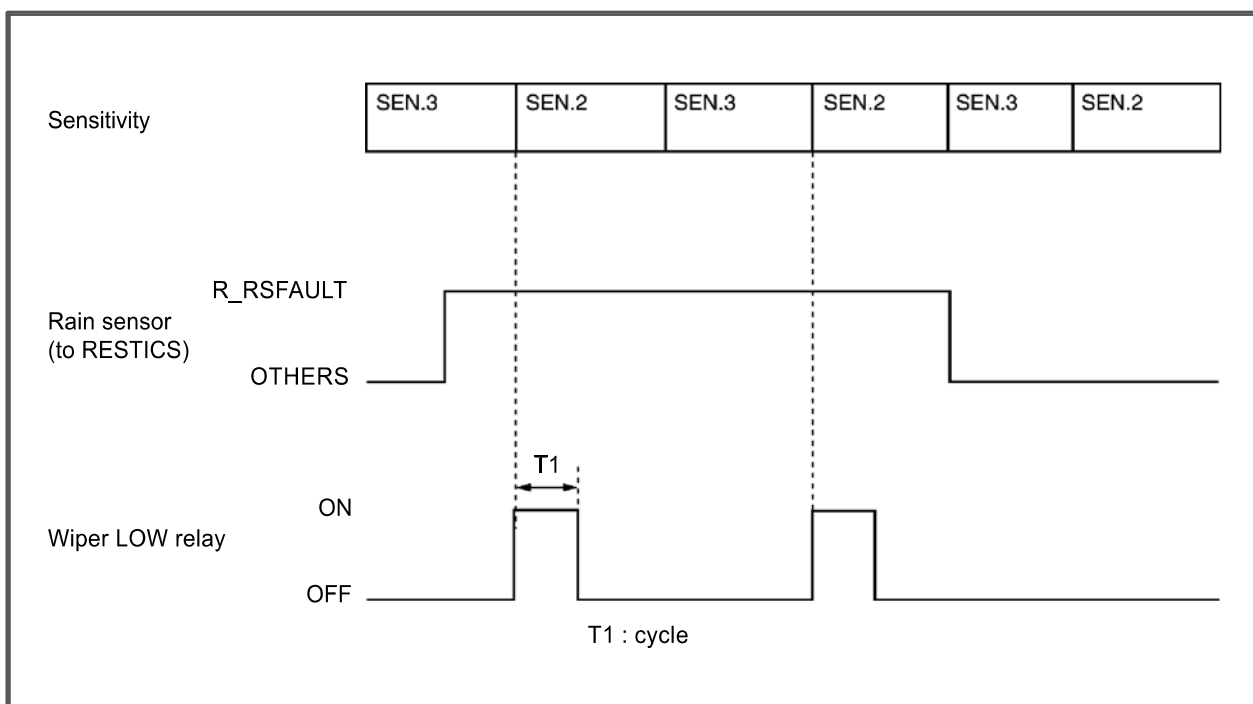 Sensitivity
SEN.3
SEN.2
SEN.3
SEN.2
SEN.3
SEN.2
R_RSFAULT
Rain sensor
(to RESTICS)
OTHERS
T1
ON
Wiper LOW relay
OFF
T1 : cycle